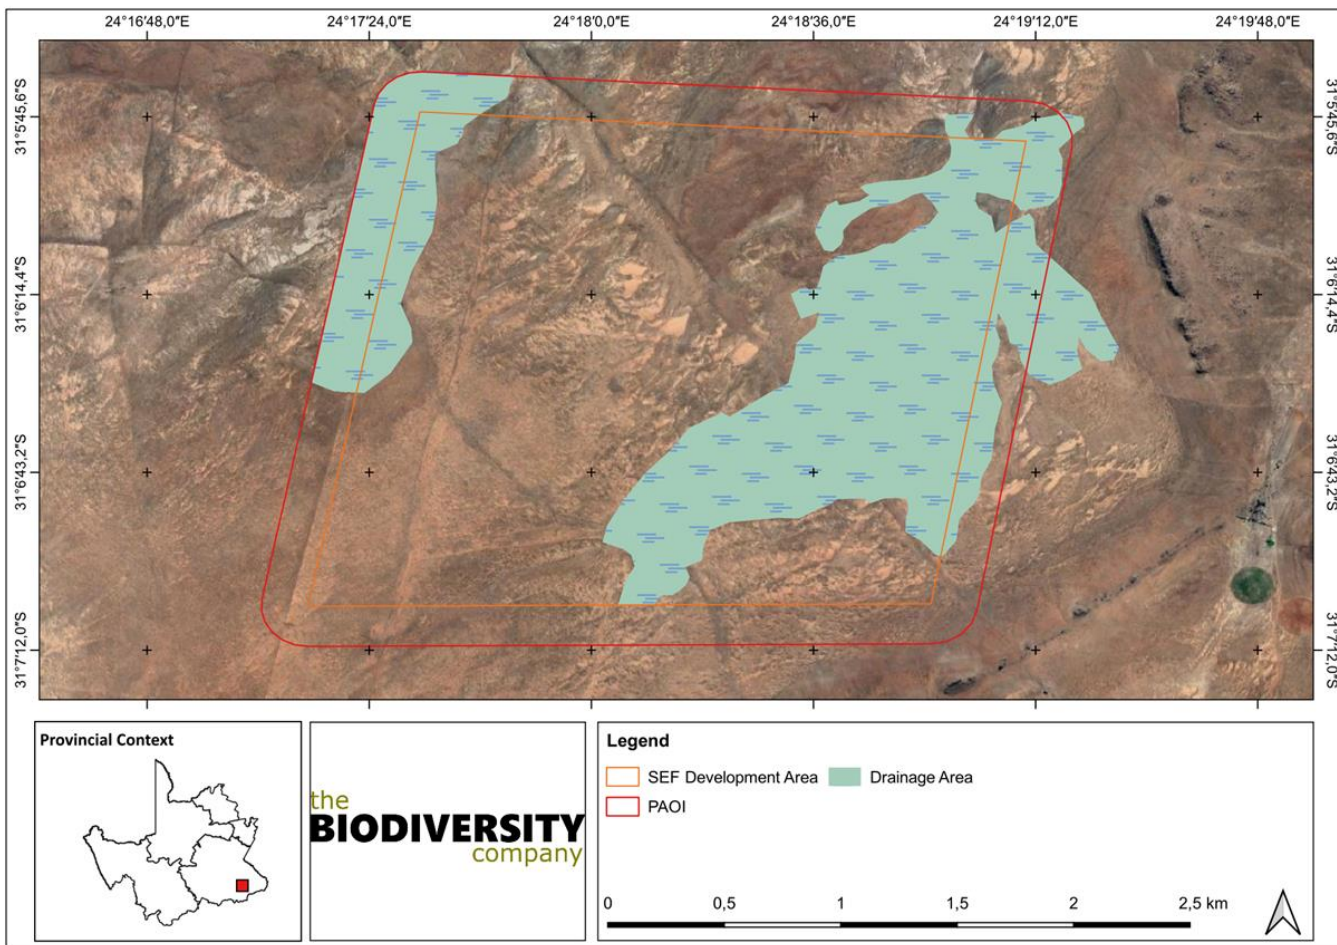 24°16'48,0"E 24°17'24,0"E 24°18'0,0"E 24°18'36,0"E 24°19'12,0"E 24°19'48,0"E
31°5'45,6"S 31°5'45,6"S
31°6'14,4"S 31°6'14,4"S
31°6'43,2"S 31°6'43,2"S
31°7'12,0"S 31°7'12,0"S
Provincial Context
the
BIODIVERSITY
company
Legend
SEF Development Area Drainage Area
PAOI
0 0,5 1 1,5 2 2,5 km